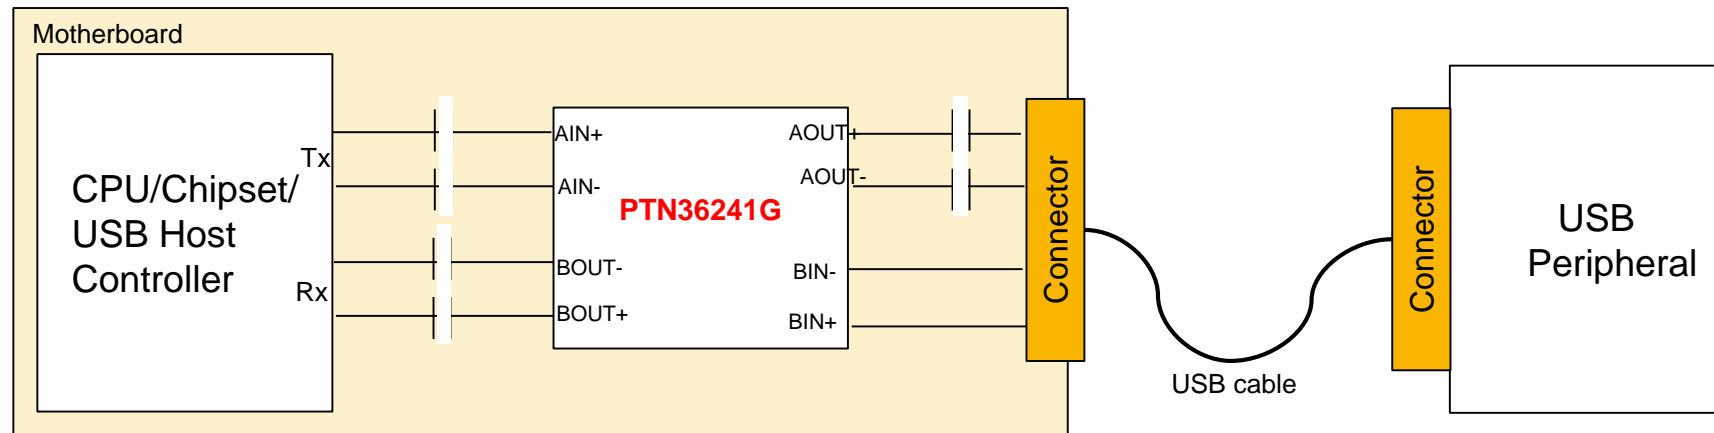 Motherboard
CPU/Chipset/
USB Host
Controller
Tx
Rx
AIN+
AIN-
BOUT-
BOUT+
PTN36241G
AOUT+
AOUT-
BIN-
BIN+
Connector
USB cable
Connector
USB
Peripheral